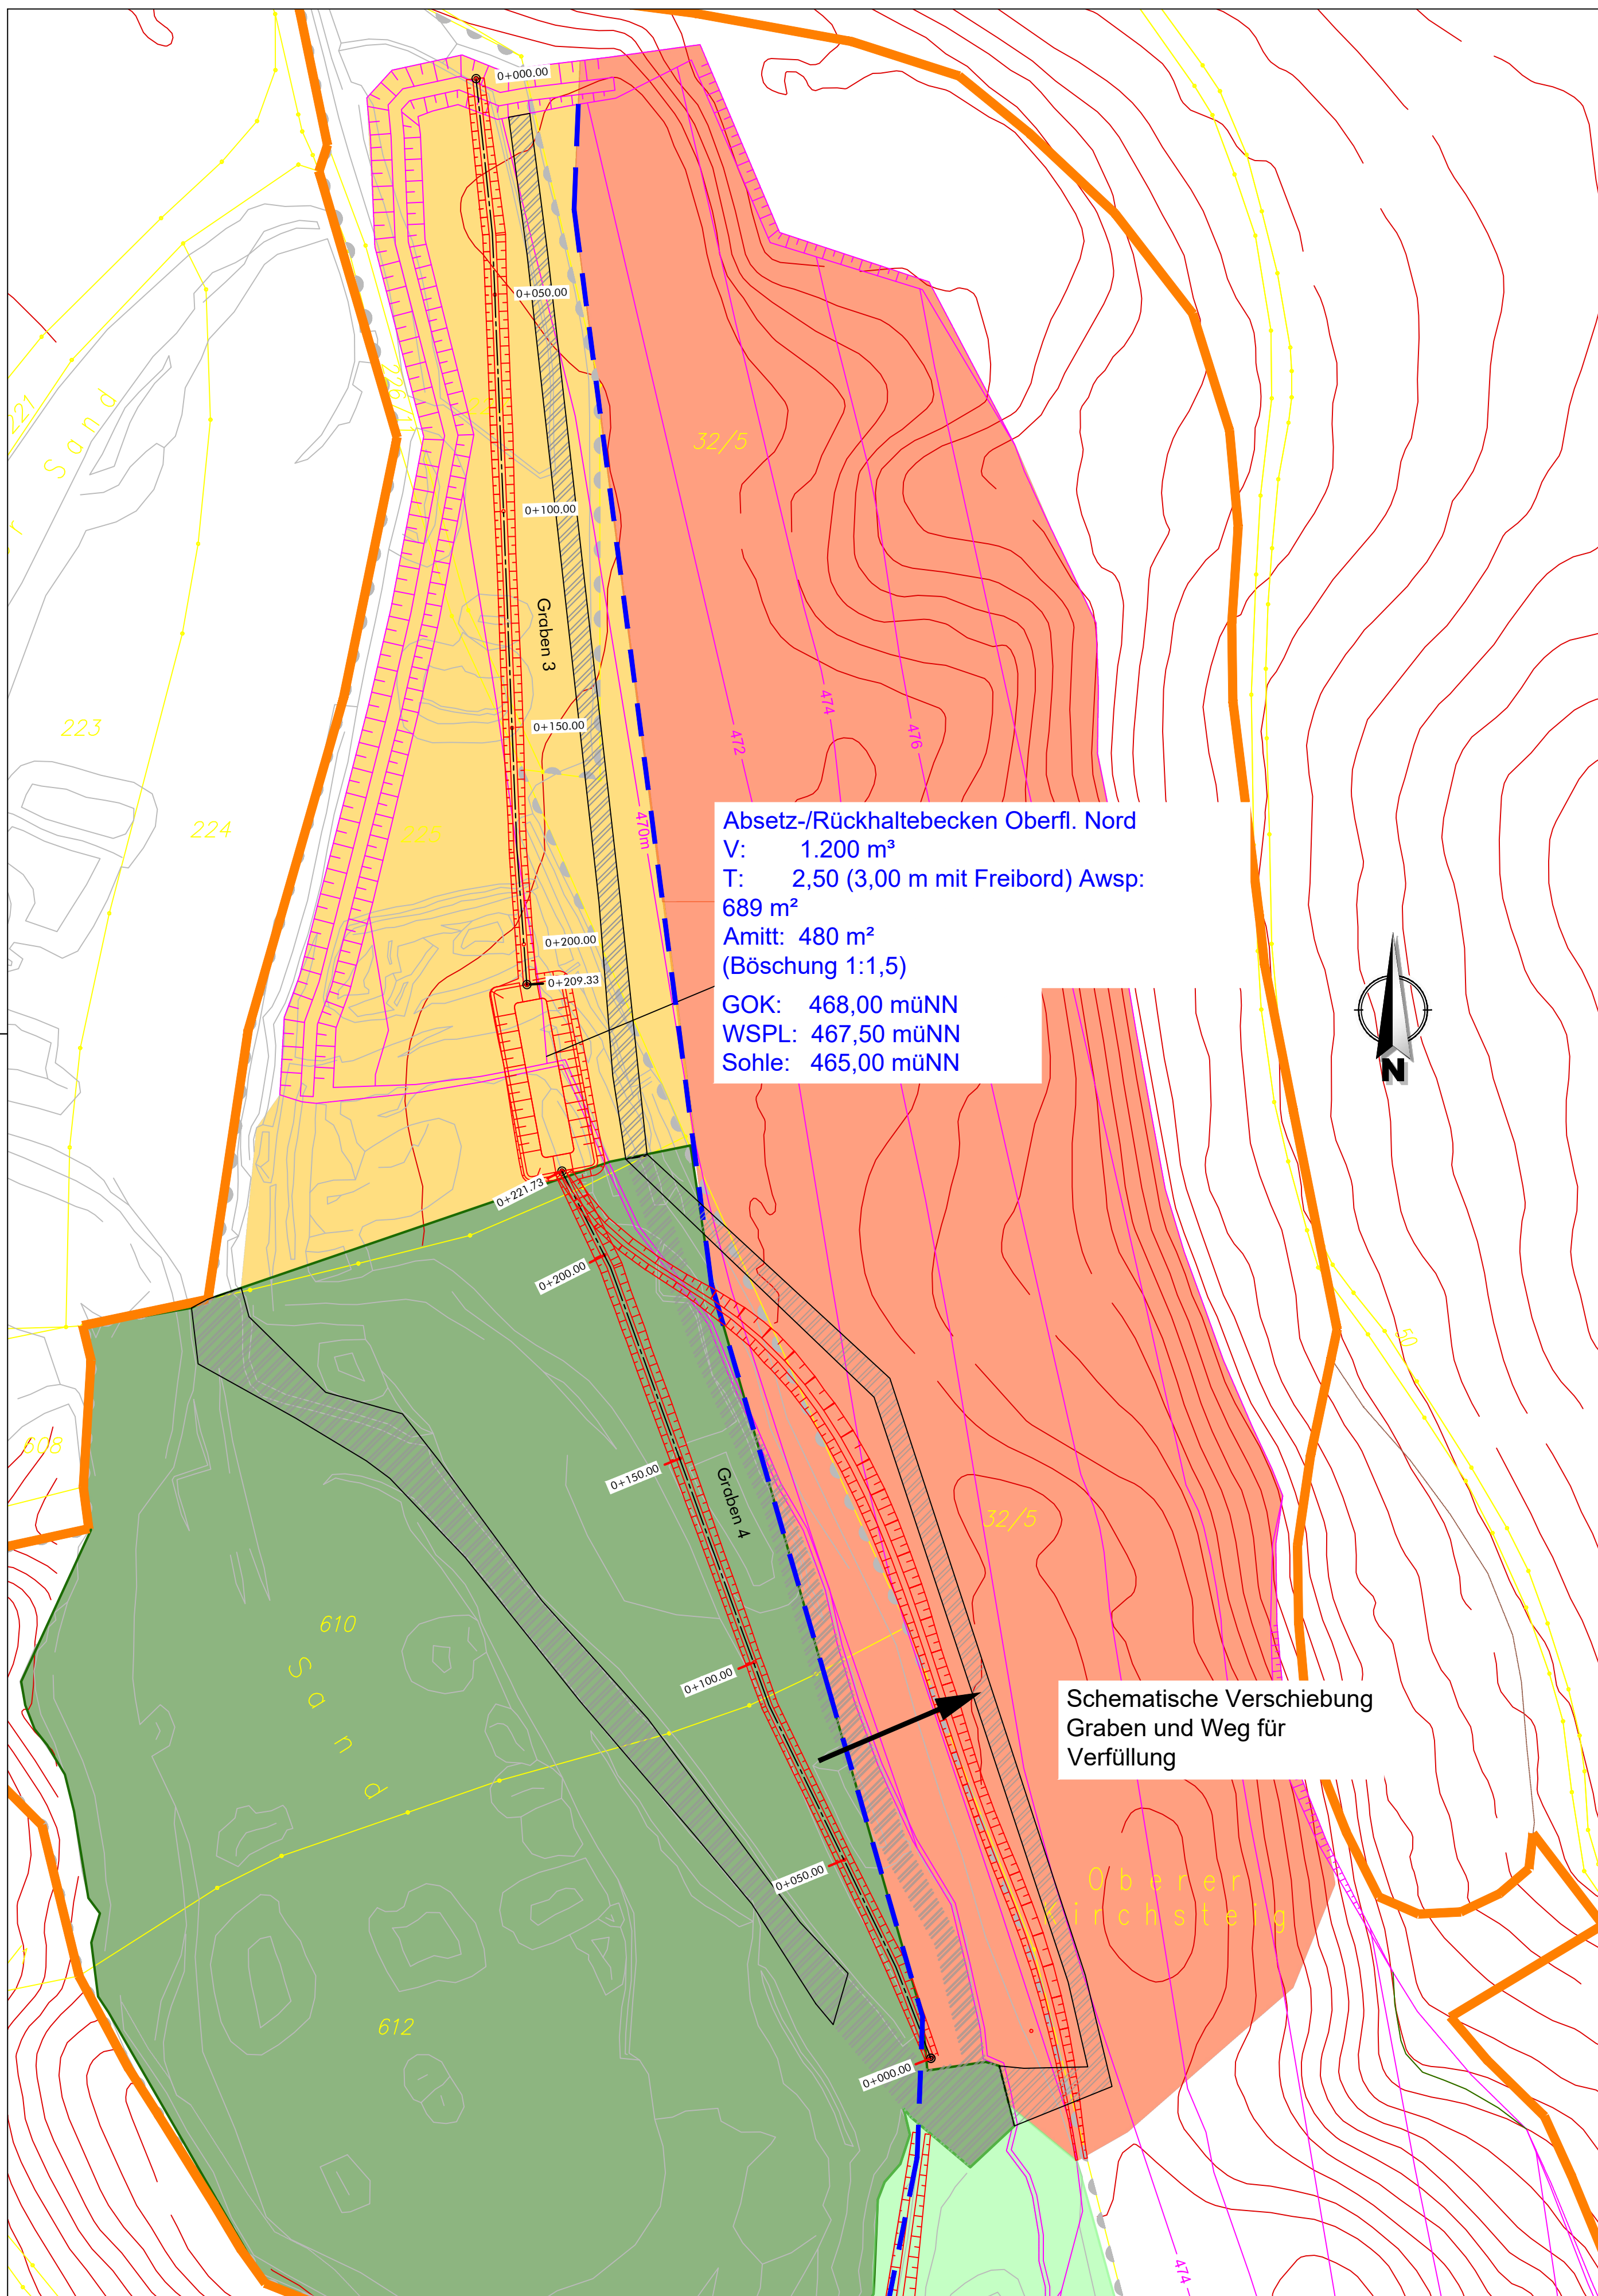 0+000.00
0+050.00
0+100.00
Graben 3
0+150.00
0+200.00
0+209.33
221
S a n d
223
224
225
32/5
472
474
476
470m
Absetz-/Rückhaltebecken Oberfl. Nord
V: 1.200 m³
T: 2,50 (3,00 m mit Freibord) Awsp:
689 m²
Amitt: 480 m²
(Böschung 1:1,5)
GOK: 468,00 müNN
WSPL: 467,50 müNN
Sohle: 465,00 müNN
N
0+221.73
0+200.00
0+150.00
Graben 4
0+100.00
0+050.00
0+000.00
608
610
S a n d
612
32/5
Schematische Verschiebung
Graben und Weg für
Verfüllung
O b e r e r
K i r c h s t e i g
474